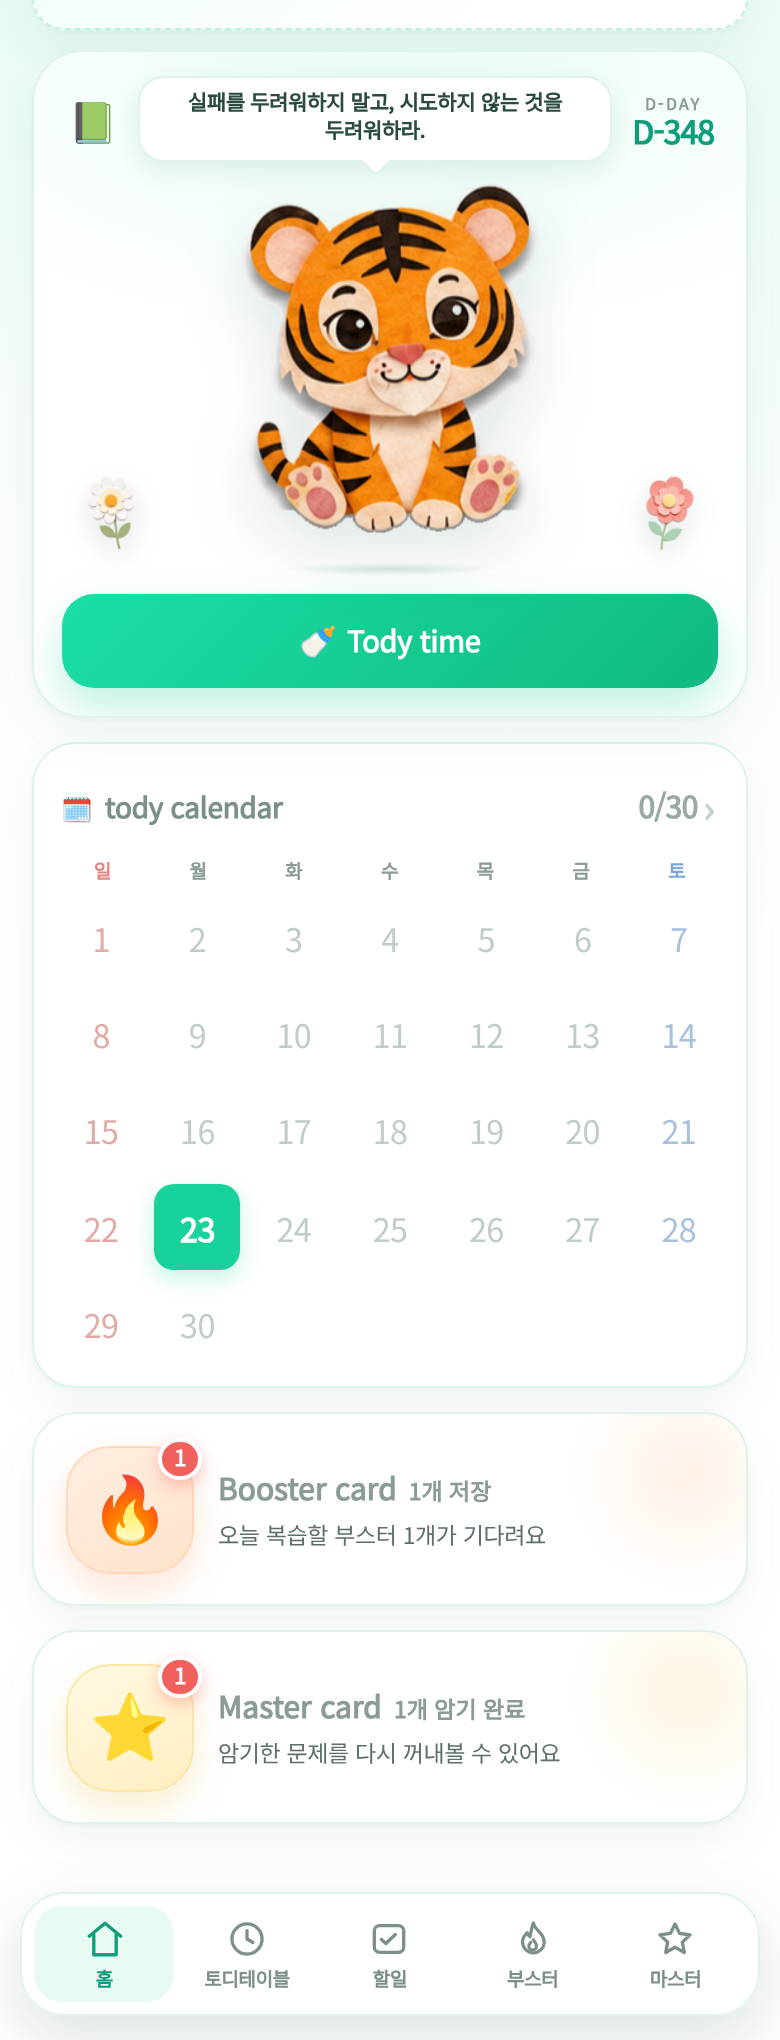 실패를 두려워하지 말고, 시도하지 않는 것을
두려워하라.
D-DAY
D-348
Tody time
tody calendar
0/30 ›
일 월 화 수 목 금 토
1 2 3 4 5 6 7
8 9 10 11 12 13 14
15 16 17 18 19 20 21
22 23 24 25 26 27 28
29 30
1
Booster card 1개 저장
오늘 복습할 부스터 1개가 기다려요
1
Master card 1개 암기 완료
암기한 문제를 다시 꺼내볼 수 있어요
홈 토디테이블 할일 부스터 마스터